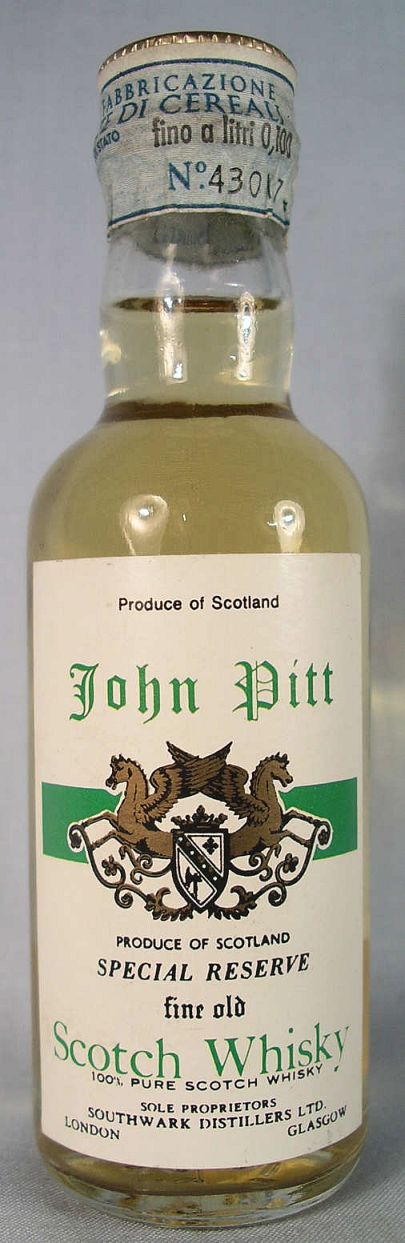 FABBRICAZIONE
DI CEREALI
fino a litri 0,100
Nº.43017
Produce of Scotland
John Pitt
PRODUCE OF SCOTLAND
SPECIAL RESERVE
fine old
Scotch Whisky
100% PURE SCOTCH WHISKY
SOLE PROPRIETORS
SOUTHWARK DISTILLERS LTD.
LONDON GLASGOW